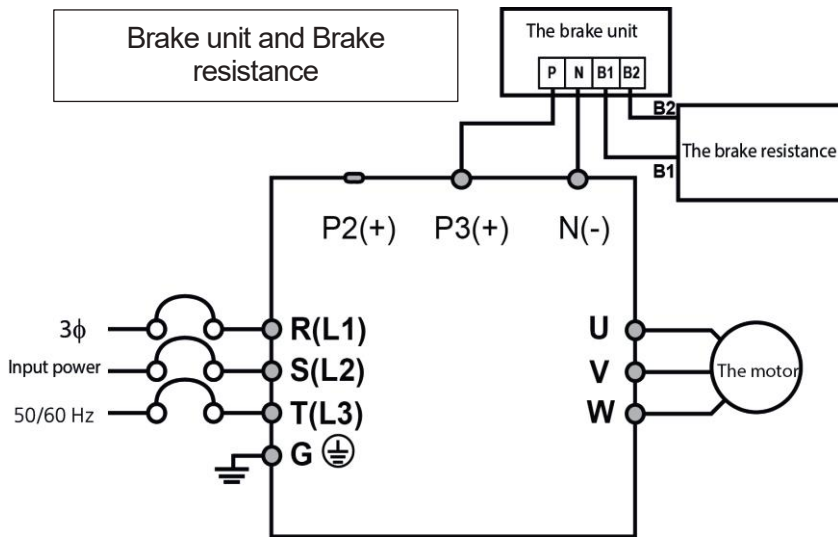 Brake unit and Brake
resistance
The brake unit
P N B1 B2
B2
The brake resistance
B1
P2(+) P3(+) N(-)
3ϕ
R(L1)
U
Input power
S(L2)
V
The motor
50/60 Hz
T(L3)
W
G